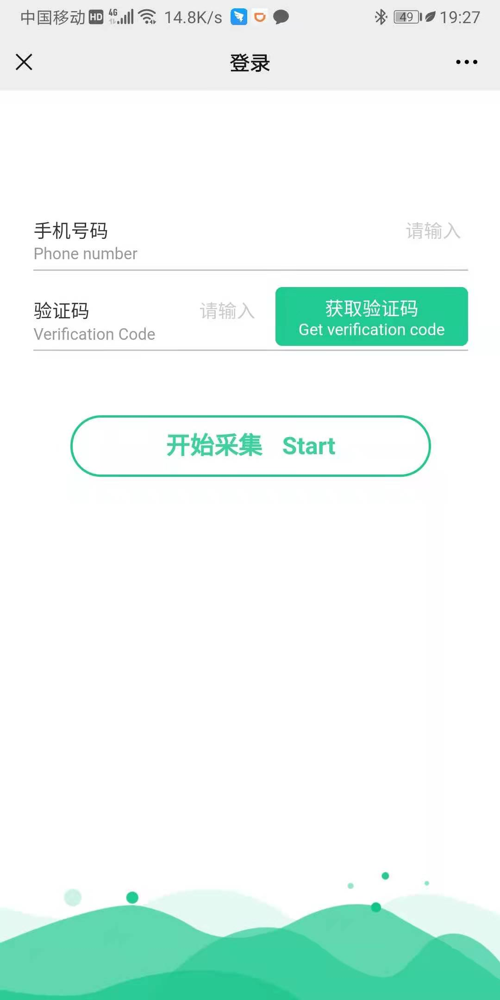 中国移动 HD 4G 14.8K/s 49 19:27
登录
手机号码 请输入
Phone number
验证码 请输入
Verification Code
获取验证码
Get verification code
开始采集 Start